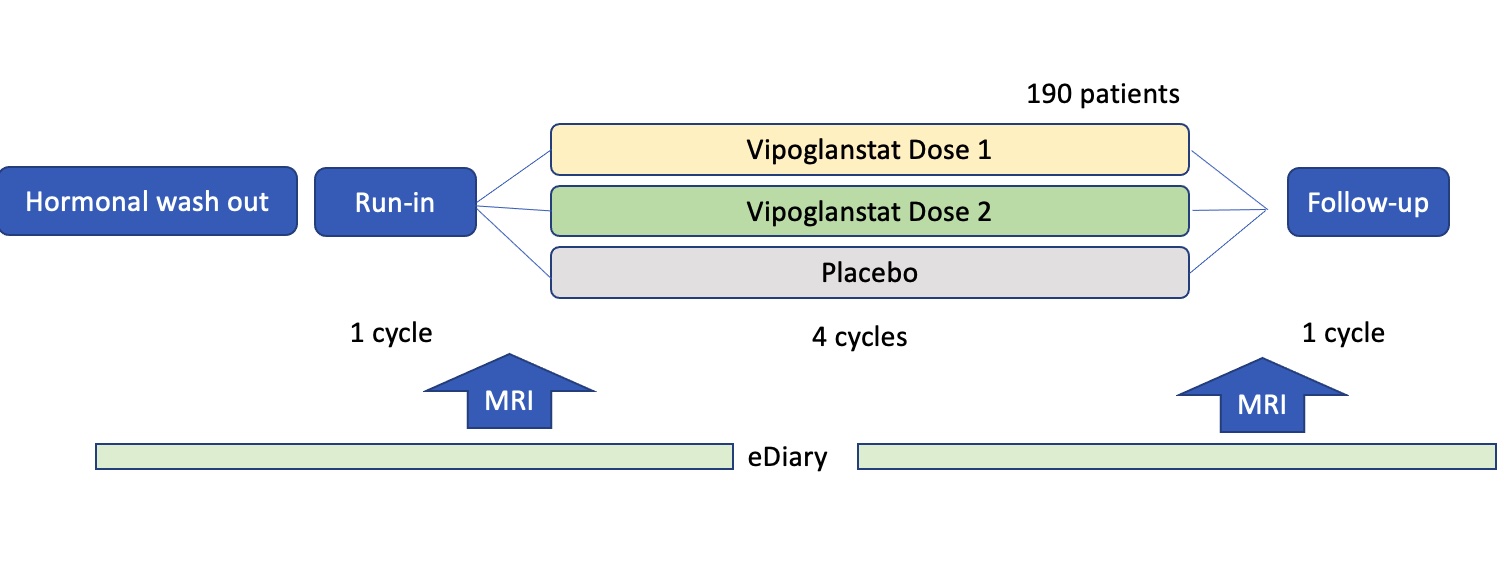 190 patients
Hormonal wash out
Run-in
Vipoglanstat Dose 1
Vipoglanstat Dose 2
Placebo
Follow-up
1 cycle
4 cycles
1 cycle
MRI
MRI
eDiary